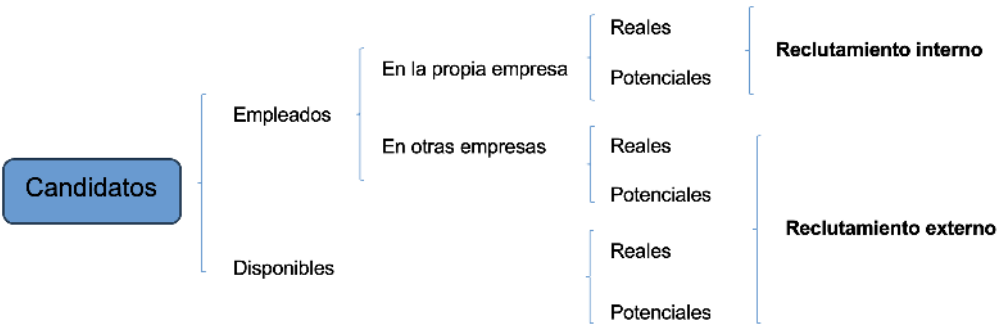 Candidatos
Empleados
En la propia empresa
Reales
Potenciales
Reclutamiento interno
En otras empresas
Reales
Potenciales
Disponibles
Reales
Potenciales
Reclutamiento externo